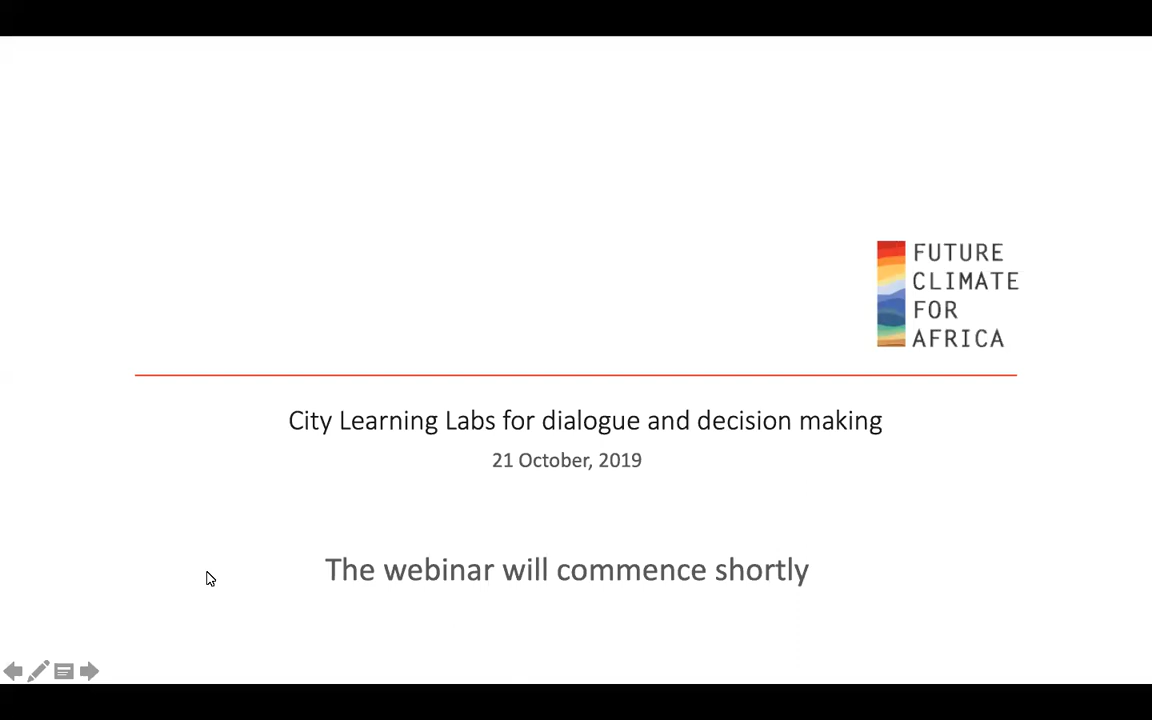 FUTURE
CLIMATE
FOR
AFRICA
City Learning Labs for dialogue and decision making
21 October, 2019
The webinar will commence shortly